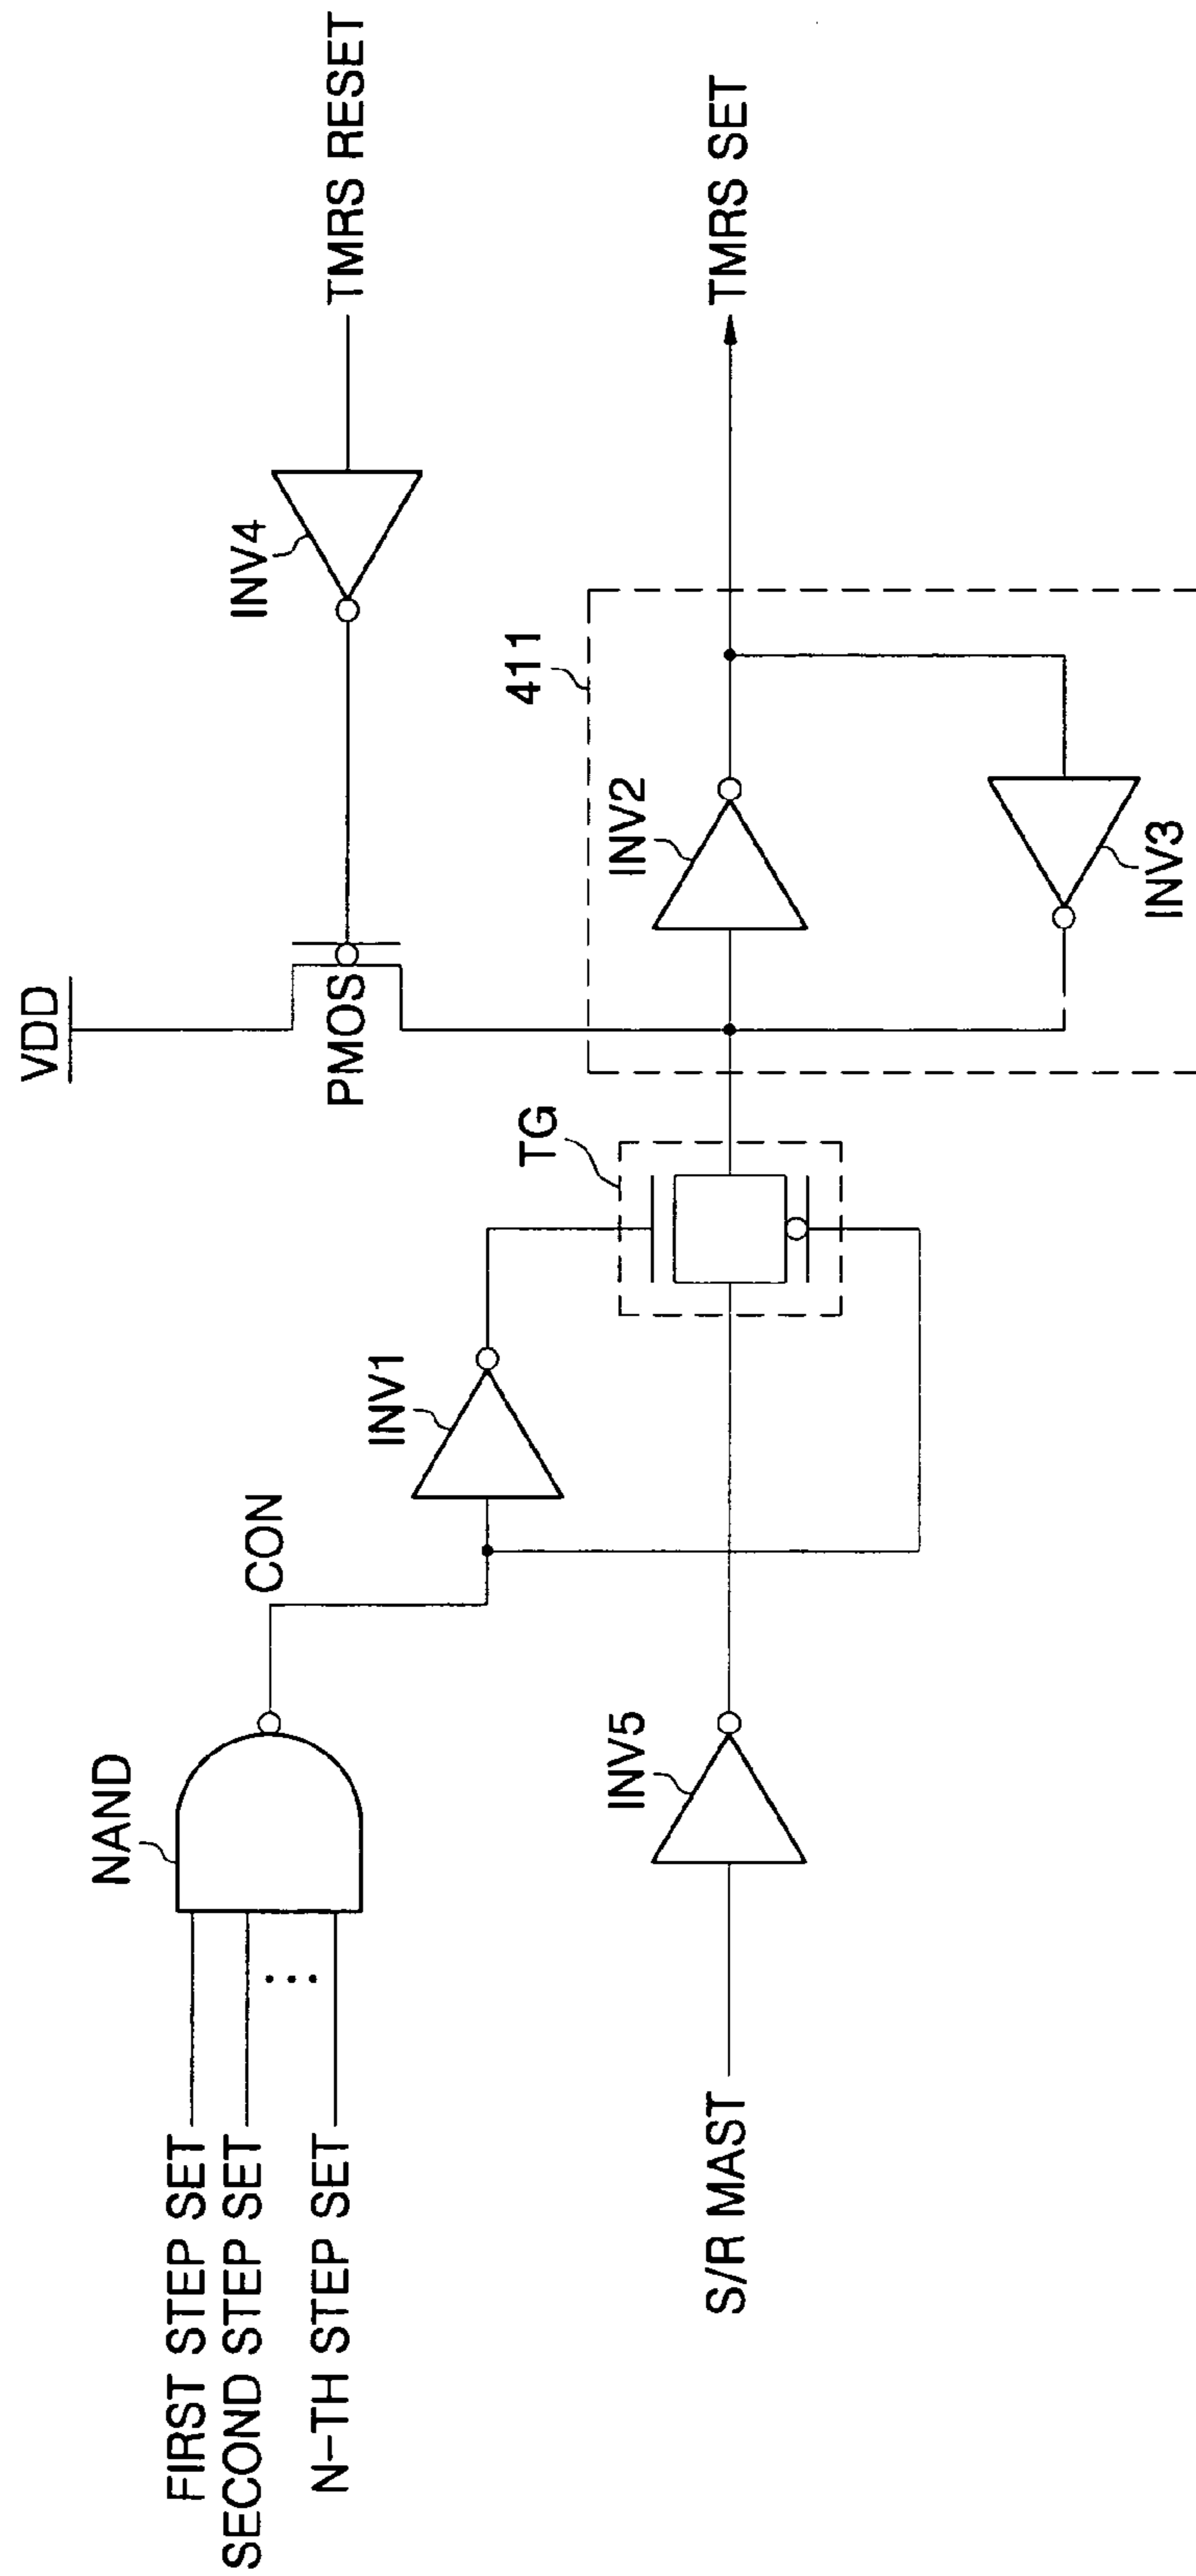 VDD
TMRS RESET
INV4
PMOS
NAND
FIRST STEP SET
SECOND STEP SET
...
N-TH STEP SET
CON
INV1
TG
411
INV2
TMRS SET
S/R MAST
INV5
INV3